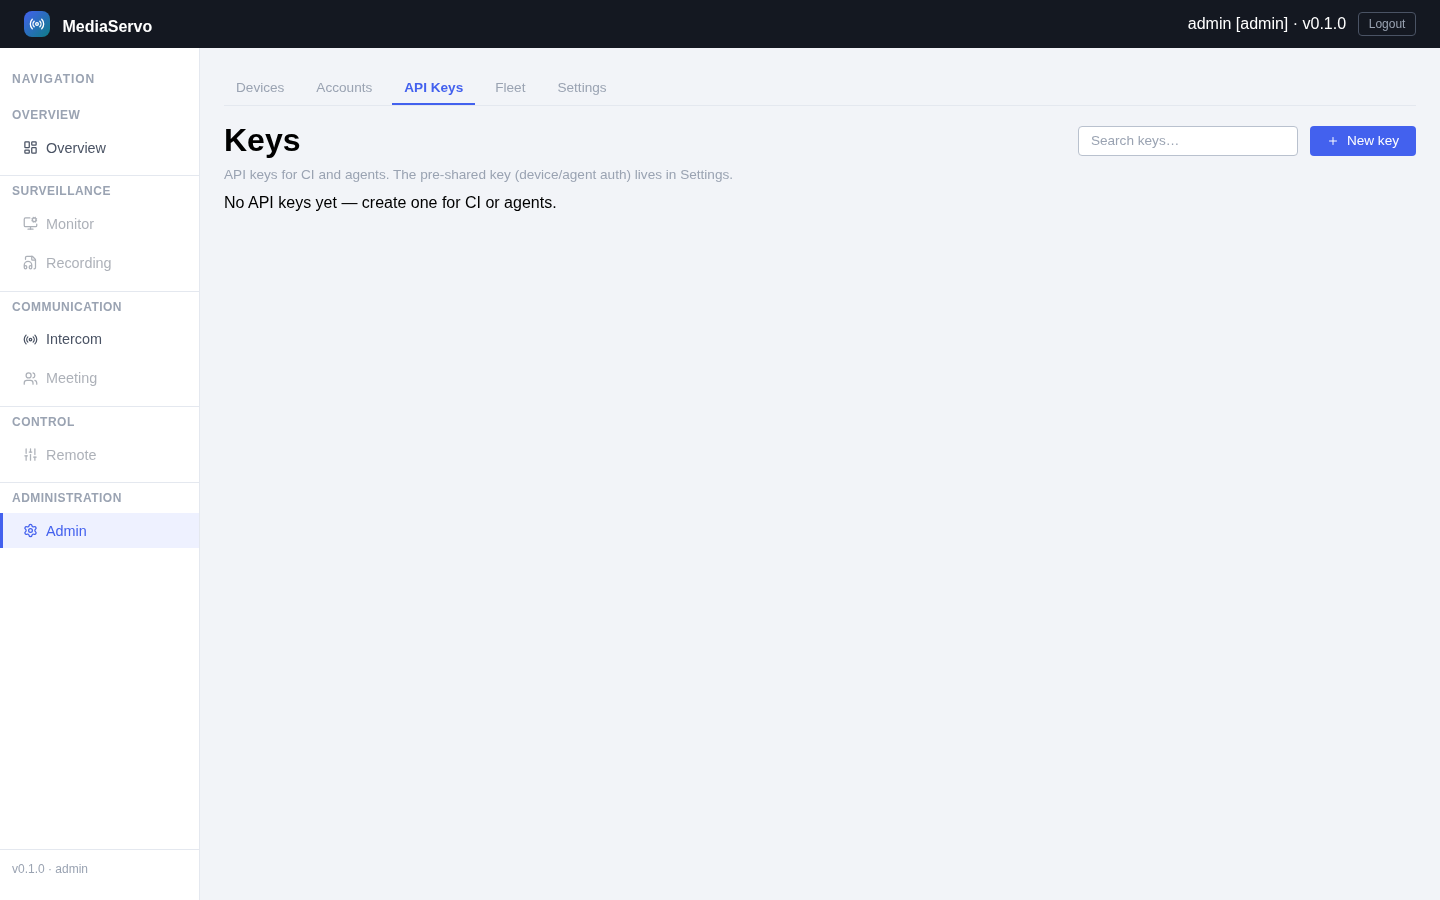 MediaServo
admin [admin] · v0.1.0
Logout
NAVIGATION
OVERVIEW
Overview
SURVEILLANCE
Monitor
Recording
COMMUNICATION
Intercom
Meeting
CONTROL
Remote
ADMINISTRATION
Admin
v0.1.0 · admin
Devices Accounts API Keys Fleet Settings
Keys
Search keys…
New key
API keys for CI and agents. The pre-shared key (device/agent auth) lives in Settings.
No API keys yet — create one for CI or agents.